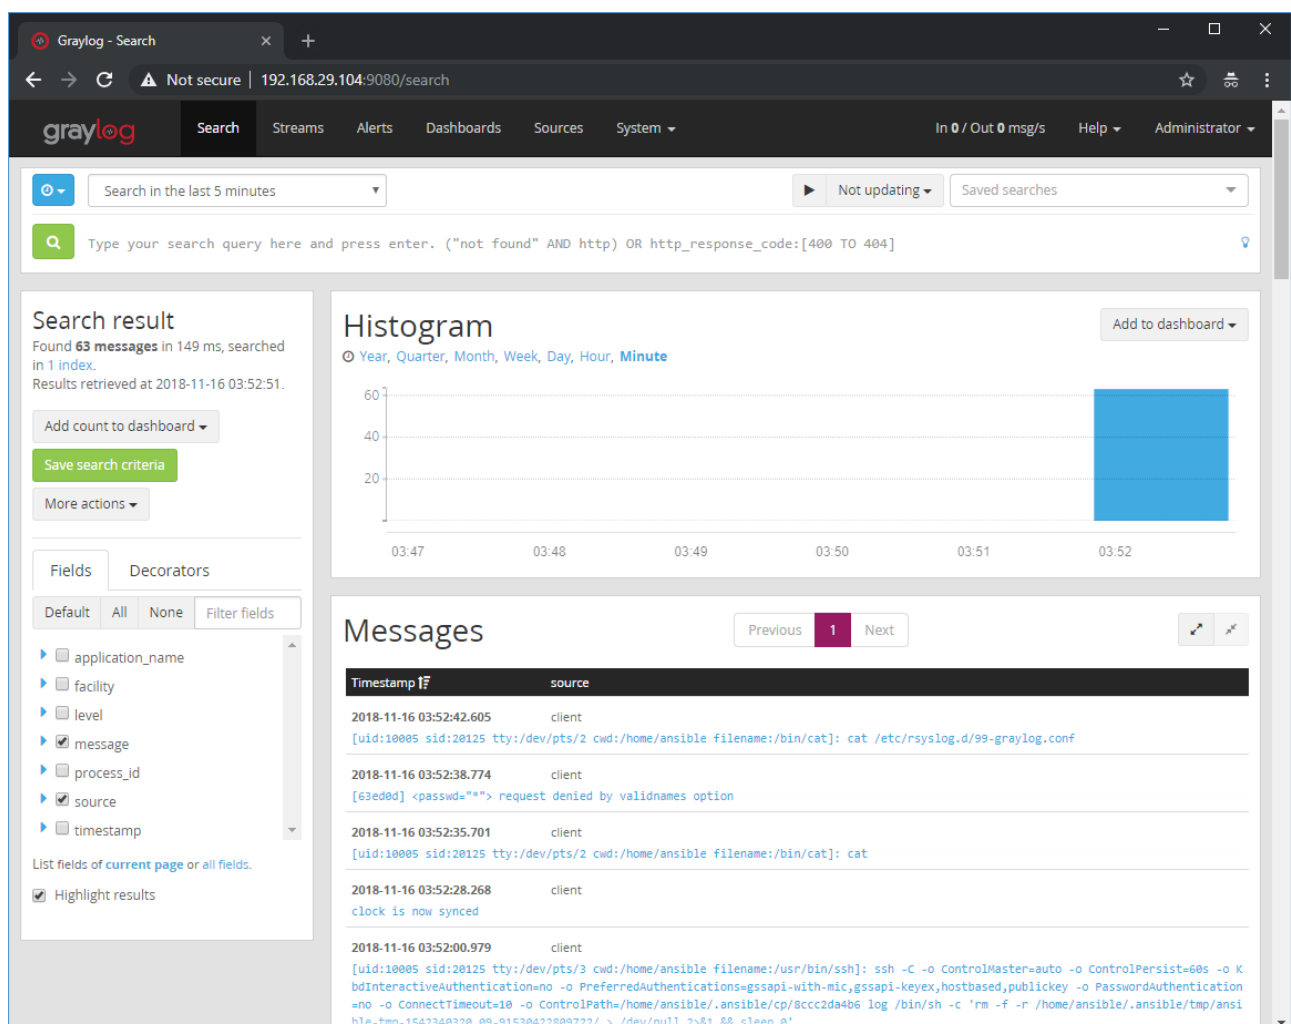 Graylog - Search
Not secure | 192.168.29.104:9080/search
graylog Search Streams Alerts Dashboards Sources System In 0 / Out 0 msg/s Help Administrator
Search in the last 5 minutes Not updating Saved searches
Type your search query here and press enter. ("not found" AND http) OR http_response_code:[400 TO 404]
Search result
Found 63 messages in 149 ms, searched
in 1 index.
Results retrieved at 2018-11-16 03:52:51.
Add count to dashboard
Save search criteria
More actions
Fields Decorators
Default All None Filter fields
application_name
facility
level
message
process_id
source
timestamp
List fields of current page or all fields.
Highlight results
Histogram
Add to dashboard
Year, Quarter, Month, Week, Day, Hour, Minute
60
40
20
03:47 03:48 03:49 03:50 03:51 03:52
Messages
Previous 1 Next
Timestamp source
2018-11-16 03:52:42.605 client
[uid:10005 sid:20125 tty:/dev/pts/2 cwd:/home/ansible filename:/bin/cat]: cat /etc/rsyslog.d/99-graylog.conf
2018-11-16 03:52:38.774 client
[63ed0d] <passwd="*"> request denied by validnames option
2018-11-16 03:52:35.701 client
[uid:10005 sid:20125 tty:/dev/pts/2 cwd:/home/ansible filename:/bin/cat]: cat
2018-11-16 03:52:28.268 client
clock is now synced
2018-11-16 03:52:00.979 client
[uid:10005 sid:20125 tty:/dev/pts/3 cwd:/home/ansible filename:/usr/bin/ssh]: ssh -C -o ControlMaster=auto -o ControlPersist=60s -o K
bdInteractiveAuthentication=no -o PreferredAuthentications=gssapi-with-mic,gssapi-keyex,hostbased,publickey -o PasswordAuthentication
=no -o ConnectTimeout=10 -o ControlPath=/home/ansible/.ansible/cp/8ccc2da4b6 log /bin/sh -c 'rm -f -r /home/ansible/.ansible/tmp/ansi
ble-tmp-1542340320.09-91530422809722/ > /dev/null 2>&1 && sleep 0'